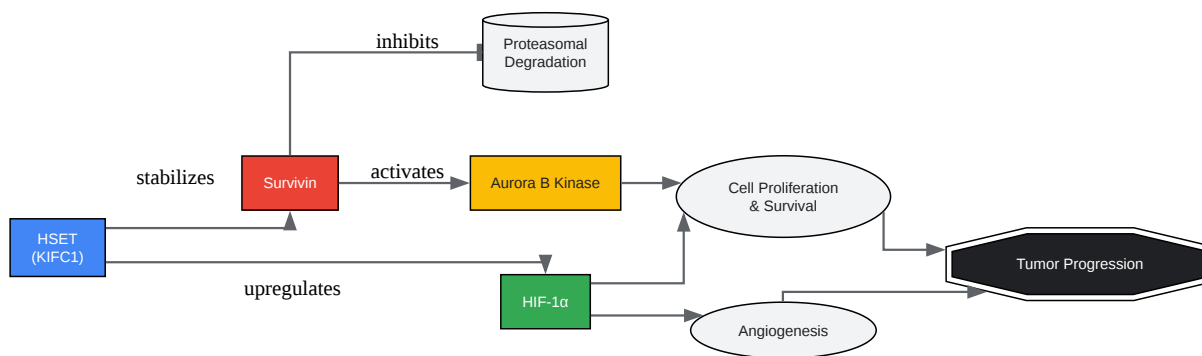 inhibits
Proteasomal
Degradation
stabilizes
Survivin
activates
Aurora B Kinase
Cell Proliferation
& Survival
HSET
(KIFC1)
upregulates
HIF-1α
Angiogenesis
Tumor Progression